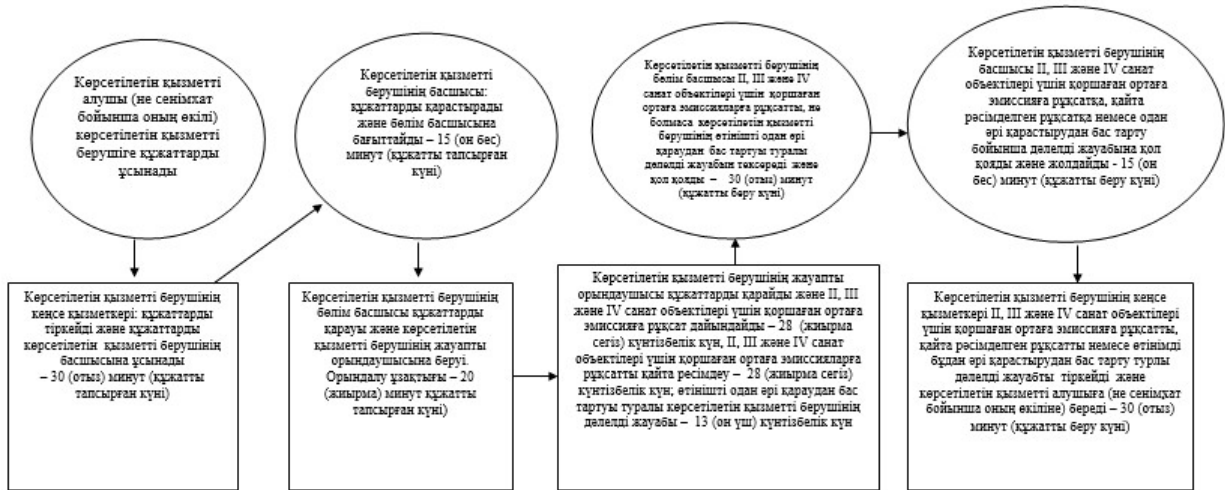 Көрсетілетін қызметті
алушы (не сенімхат
бойынша оның өкілі)
көрсетілетін қызметті
берушіге құжаттарды
ұсынады
Көрсетілетін қызметті берушінің
кеңсе қызметкері: құжаттарды
тіркейді және құжаттарды
көрсетілетін қызметті берушінің
басшысына ұсынады
– 30 (отыз) минут (құжатты
тапсырған күні)
Көрсетілетін қызметті
берушінің басшысы:
құжаттарды қарастырады
және бөлім басшысына
бағыттайды – 15 (он бес)
минут (құжатты тапсырған
күні)
Көрсетілетін қызметті берушінің
бөлім басшысы құжаттарды
қарауы және көрсетілетін
қызметті берушінің жауапты
орындаушысына беруі.
Орындалу ұзақтығы – 20
(жиырма) минут құжатты
тапсырған күні)
Көрсетілетін қызметті берушінің жауапты
орындаушысы құжаттарды қарайды және II, III
және IV санат объектілері үшін қоршаған ортаға
эмиссияға рұқсат дайындайды – 28 (жиырма
сегіз) күнтізбелік күн, II, III және IV санат
объектілері үшін қоршаған ортаға эмиссияларға
рұқсатты қайта ресімдеу – 28 (жиырма сегіз)
күнтізбелік күн; өтінішті одан әрі қараудан бас
тартуы туралы көрсетілетін қызметті берушінің
дәлелді жауабы – 13 (он үш) күнтізбелік күн
Көрсетілетін қызметті берушінің
бөлім басшысы II, III және IV
санат объектілері үшін қоршаған
ортаға эмиссияларға рұқсатты, не
болмаса көрсетілетін қызметті
берушінің өтінішті одан әрі
қараудан бас тартуы туралы
дәлелді жауабын тексереді және
қол қояды – 30 (отыз) минут
(құжатты беру күні)
Көрсетілетін қызметті берушінің
басшысы II, III және IV санат
объектілері үшін қоршаған ортаға
эмиссияға рұқсатқа, қайта
ресімделген рұқсатқа немесе одан
әрі қарастырудан бас тарту
бойынша дәлелді жауабына қол
қояды және жолдайды - 15 (он
бес) минут (құжатты беру күні)
Көрсетілетін қызметті берушінің кеңсе
қызметкері II, III және IV санат объектілері
үшін қоршаған ортаға эмиссияға рұқсатты,
қайта ресімделген рұқсатты немесе өтінімді
бұдан әрі қарастырудан бас тарту турлы
дәлелді жауабты тіркейді және
көрсетілетін қызметті алушыға (не сенімхат
бойынша оның өкіліне) береді – 30 (отыз)
минут (құжатты беру күні)